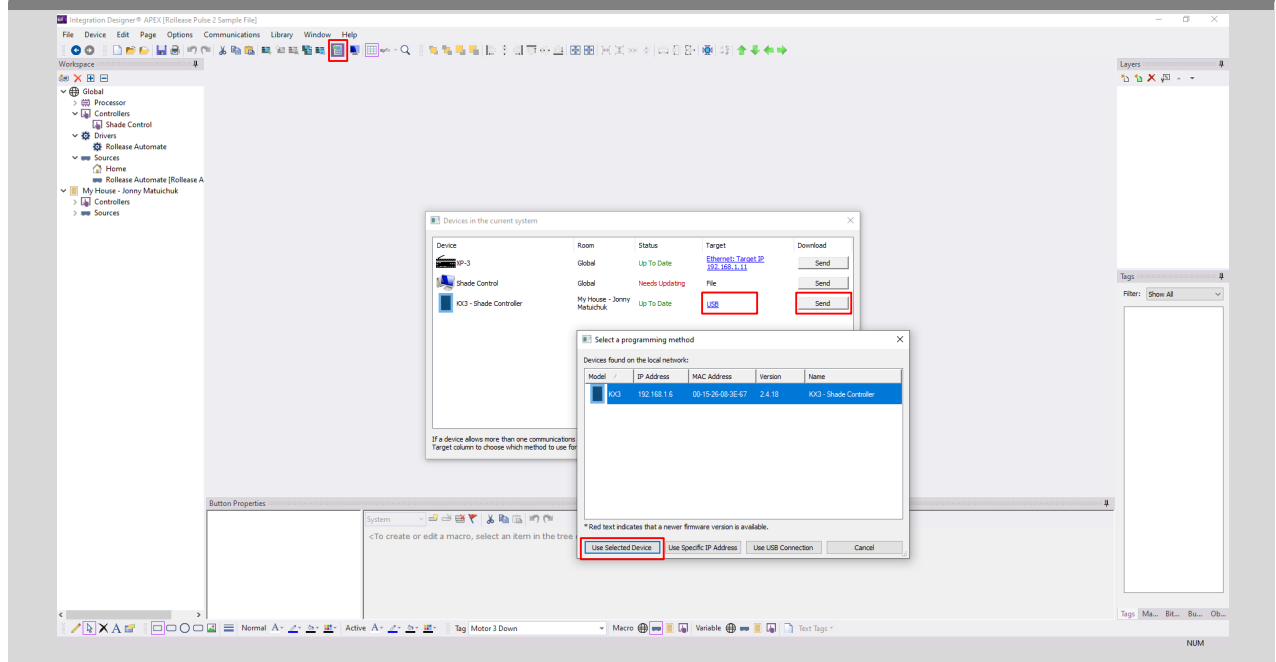 Integration Designer® APEX [Rollease Pulse 2 Sample File]
File Device Edit Page Options Communications Library Window Help
Workspace
Layers
Global
Processor
Controllers
Shade Control
Drivers
Rollease Automate
Sources
Home
Rollease Automate [Rollease A
My House - Jonny Matuichuk
Controllers
Sources
Devices in the current system
Device Room Status Target Download
XP-3 Global Up To Date Ethernet: Target IP 192.168.1.11 Send
Shade Control Global Needs Updating File Send
KX3 - Shade Controller My House - Jonny Matuichuk Up To Date USB Send
If a device allows more than one communications
Target column to choose which method to use for
Tags
Filter: Show All
Select a programming method
Devices found on the local network:
Model IP Address MAC Address Version Name
KX3 192.168.1.6 00-15-26-08-3E-67 2.4.18 KX3 - Shade Controller
* Red text indicates that a newer firmware version is available.
Use Selected Device Use Specific IP Address Use USB Connection Cancel
Button Properties
System
<To create or edit a macro, select an item in the tree
Tags Ma... Bit... Bu... Ob...
Normal Active Tag Motor 3 Down Macro Variable Text Tags
NUM